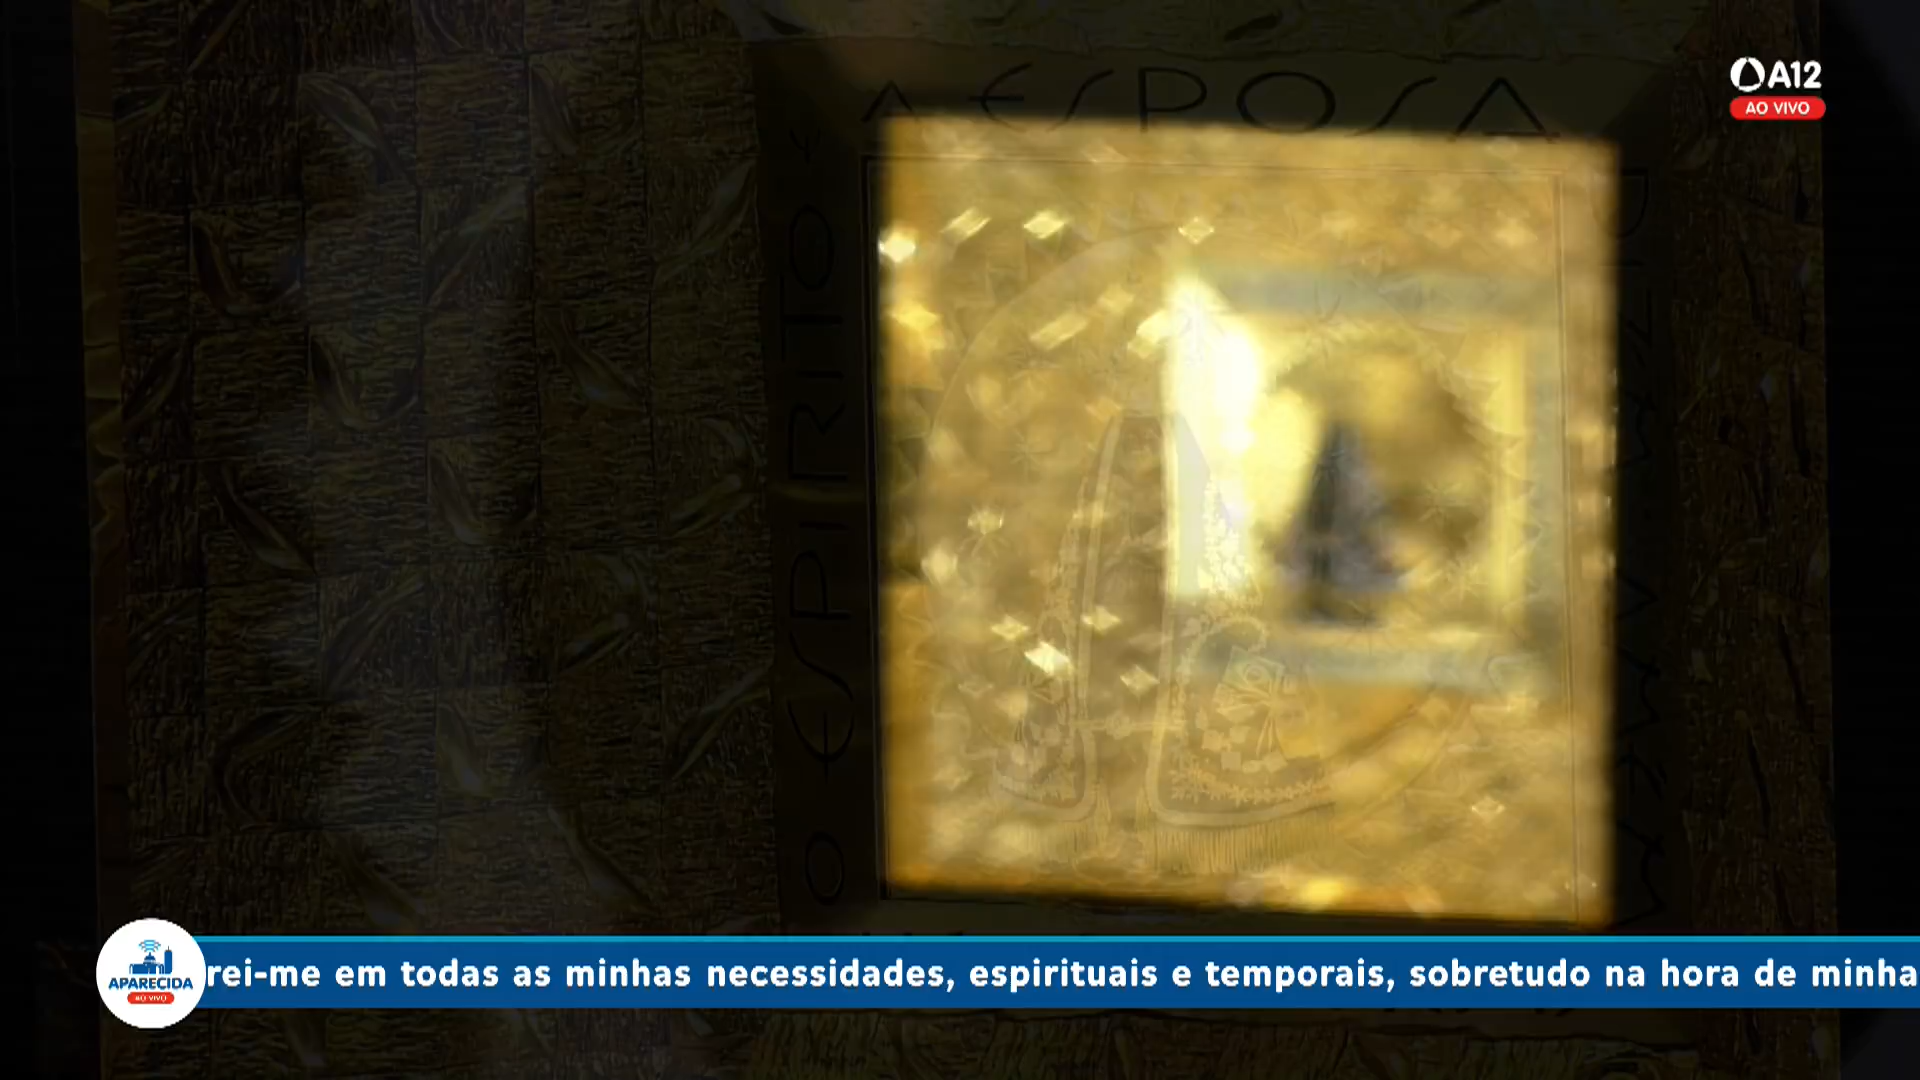 A ESPOSA
A12
AO VIVO
O ESPIRITO E
APARECIDA
AO VIVO
rei-me em todas as minhas necessidades, espirituais e temporais, sobretudo na hora de minha